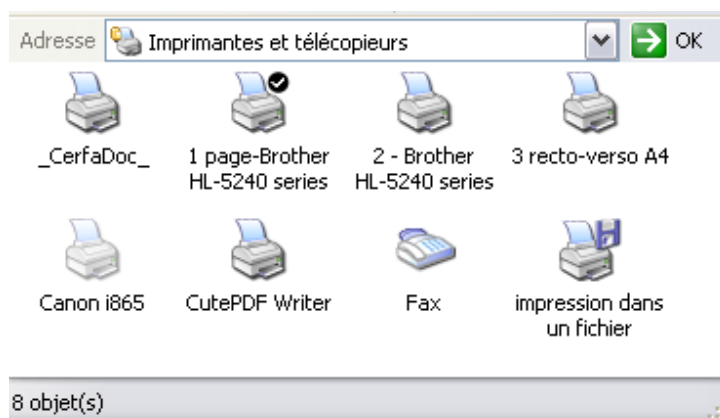 Adresse Imprimantes et télécopieurs OK
_CerfaDoc_
1 page-Brother
HL-5240 series
2 - Brother
HL-5240 series
3 recto-verso A4
Canon i865
CutePDF Writer
Fax
impression dans
un fichier
8 objet(s)